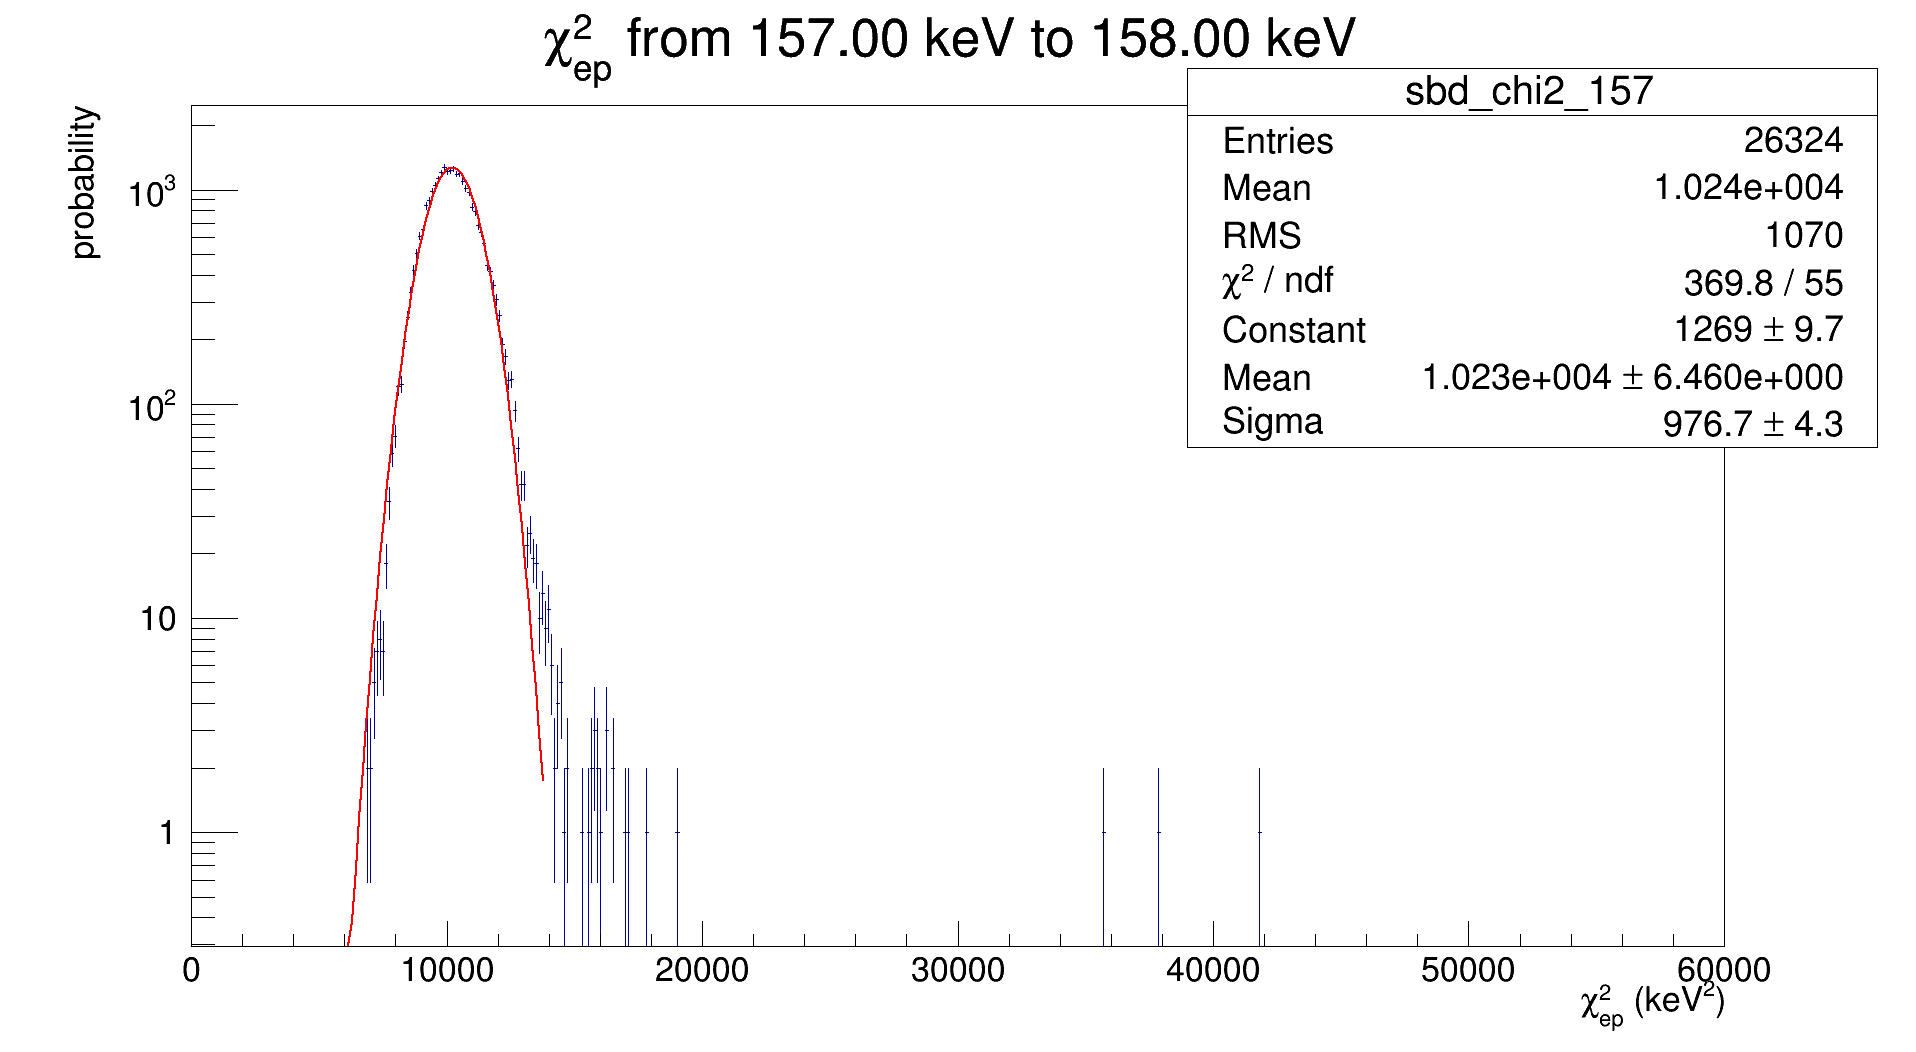 χ²ep from 157.00 keV to 158.00 keV
sbd_chi2_157
Entries 26324
Mean 1.024e+004
RMS 1070
χ² / ndf 369.8 / 55
Constant 1269 ± 9.7
Mean 1.023e+004 ± 6.460e+000
Sigma 976.7 ± 4.3
probability
10³
10²
10
1
0 10000 20000 30000 40000 50000 60000
χ²ep (keV²)